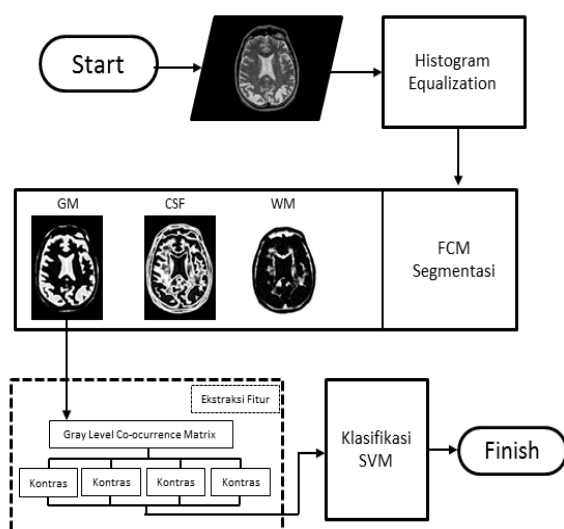 Start
Histogram
Equalization
GM
CSF
WM
FCM
Segmentasi
Ekstraksi Fitur
Gray Level Co-ocurrence Matrix
Kontras
Kontras
Kontras
Kontras
Klasifikasi
SVM
Finish